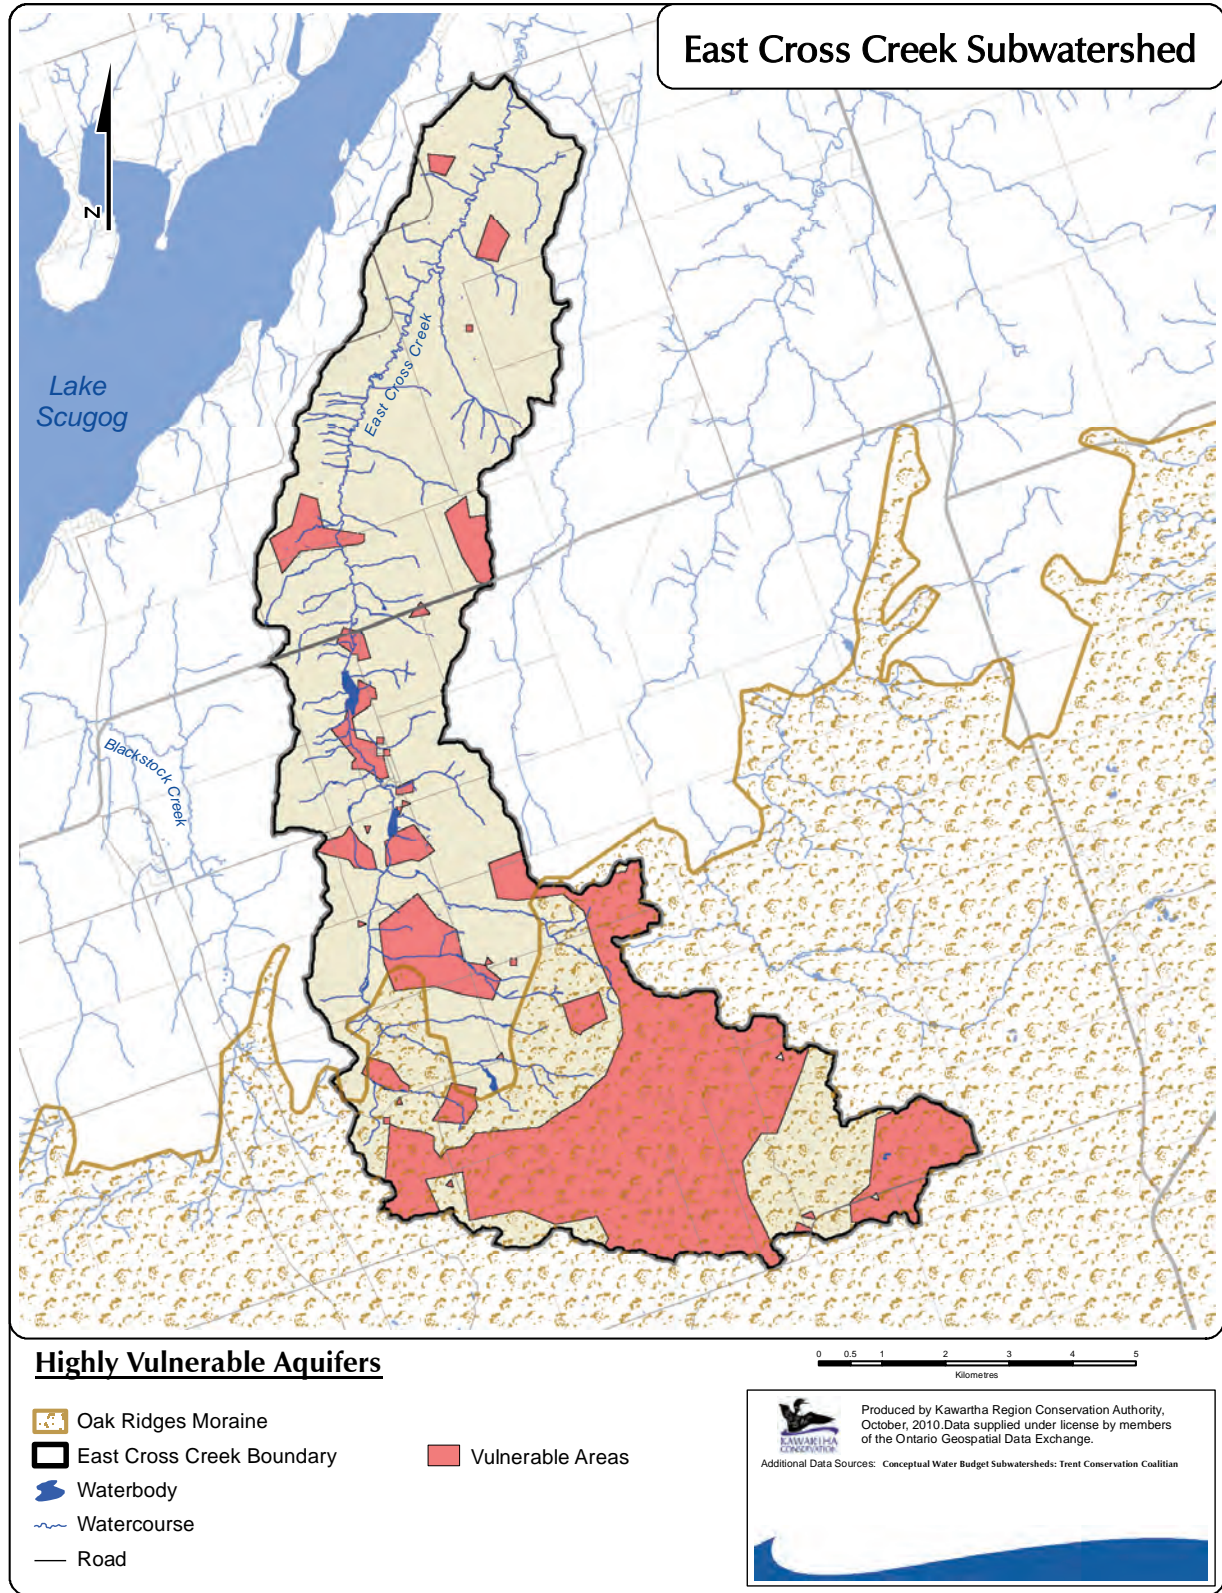 East Cross Creek Subwatershed
N
Lake
Scugog
East Cross Creek
Blackstock Creek
Highly Vulnerable Aquifers
Oak Ridges Moraine
East Cross Creek Boundary
Waterbody
Watercourse
Road
Vulnerable Areas
0 0.5 1 2 3 4 5
Kilometres
KAWARTHA
CONSERVATION
Produced by Kawartha Region Conservation Authority,
October, 2010.Data supplied under license by members
of the Ontario Geospatial Data Exchange.
Additional Data Sources: Conceptual Water Budget Subwatersheds: Trent Conservation Coalitian